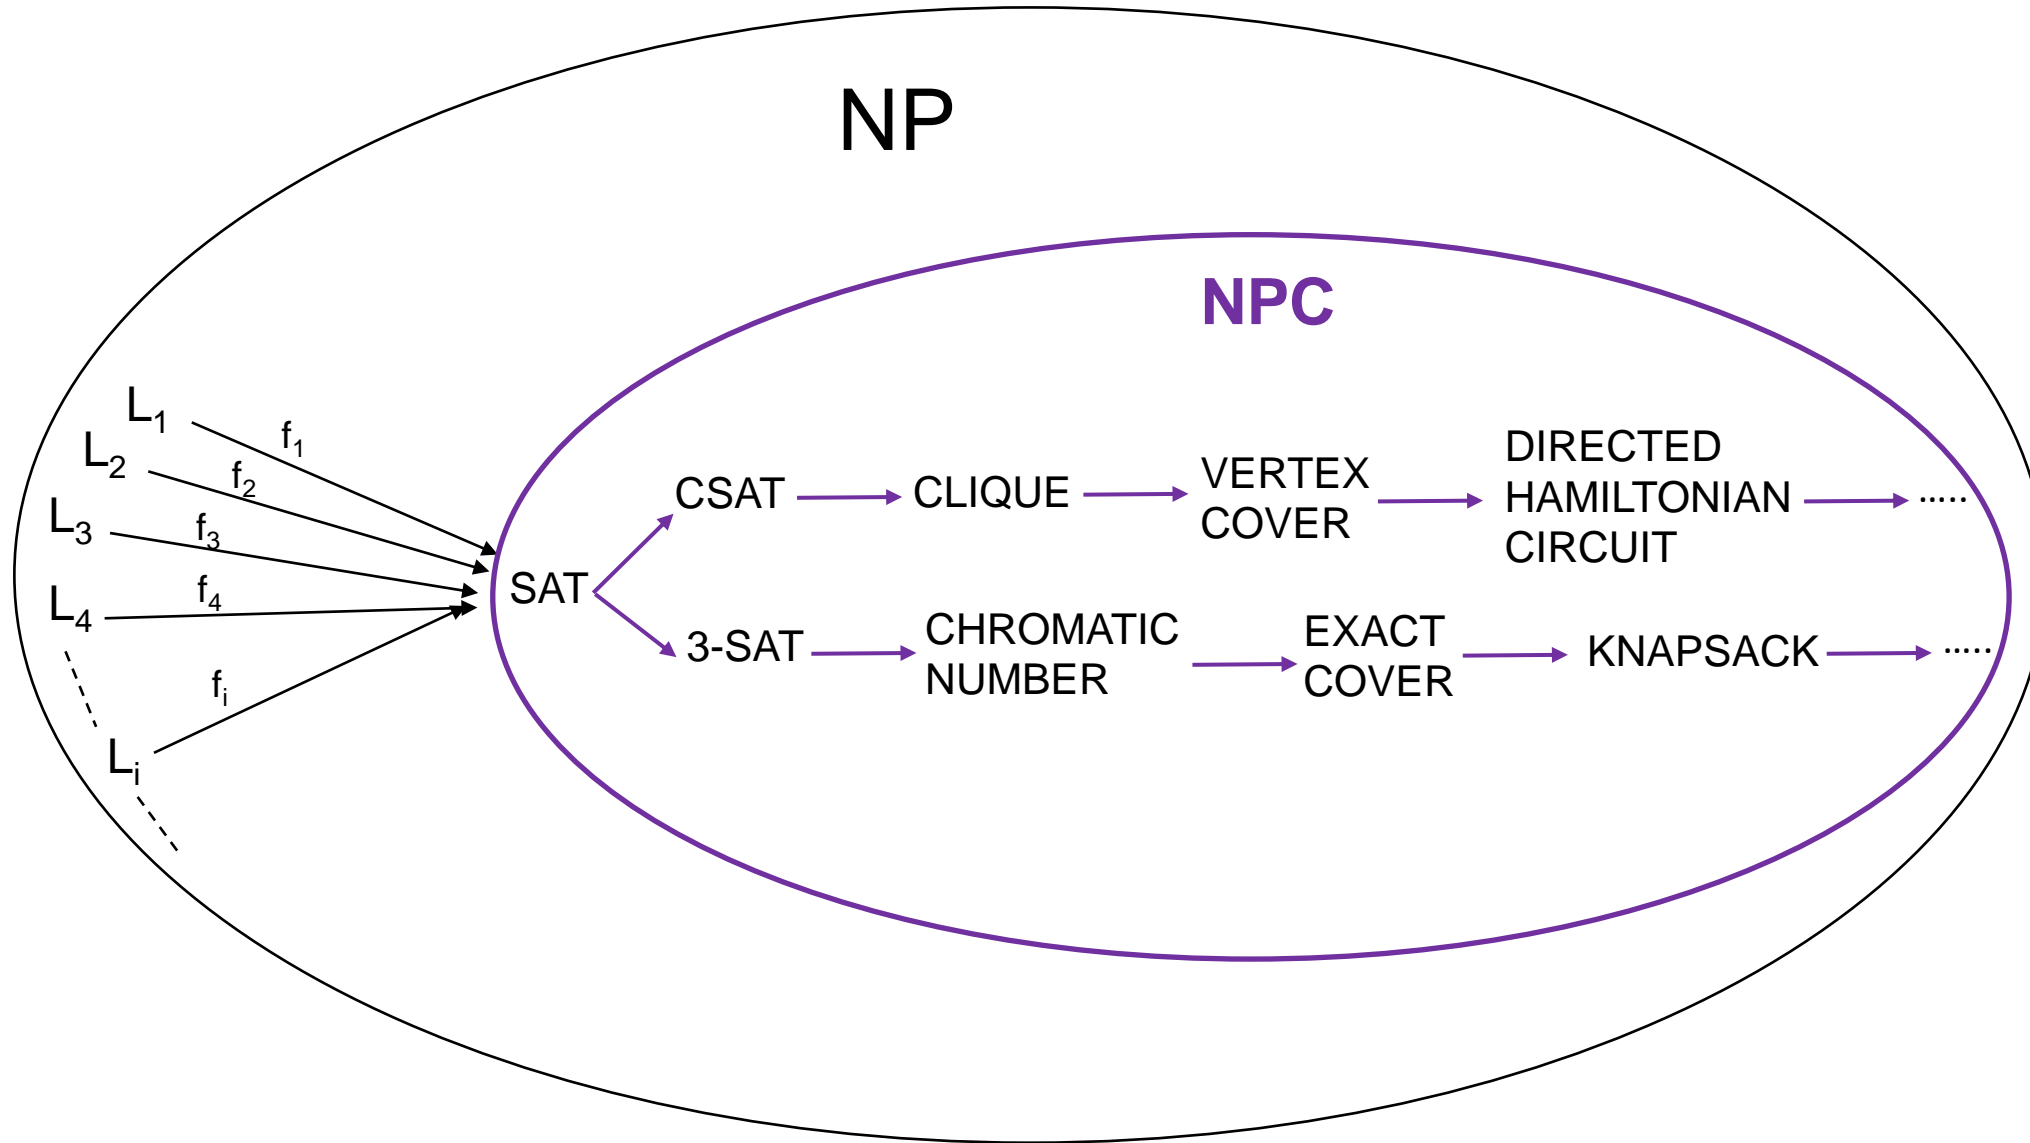 NP
NPC
L1
f1
L2
f2
L3
f3
L4
f4
Li
fi
SAT
CSAT
CLIQUE
VERTEX
COVER
DIRECTED
HAMILTONIAN
CIRCUIT
.....
3-SAT
CHROMATIC
NUMBER
EXACT
COVER
KNAPSACK
.....